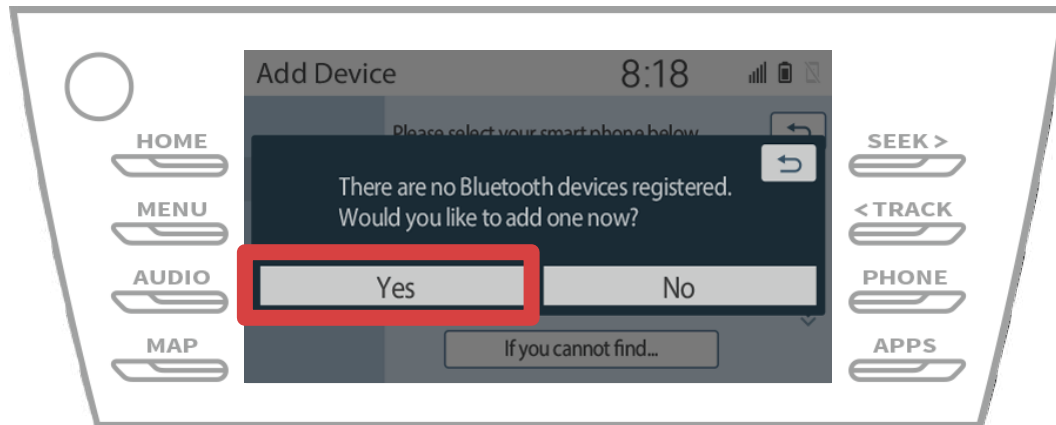 Add Device 8:18
Please select your smart phone below
HOME
MENU
AUDIO
MAP
There are no Bluetooth devices registered.
Would you like to add one now?
Yes No
If you cannot find...
SEEK >
< TRACK
PHONE
APPS